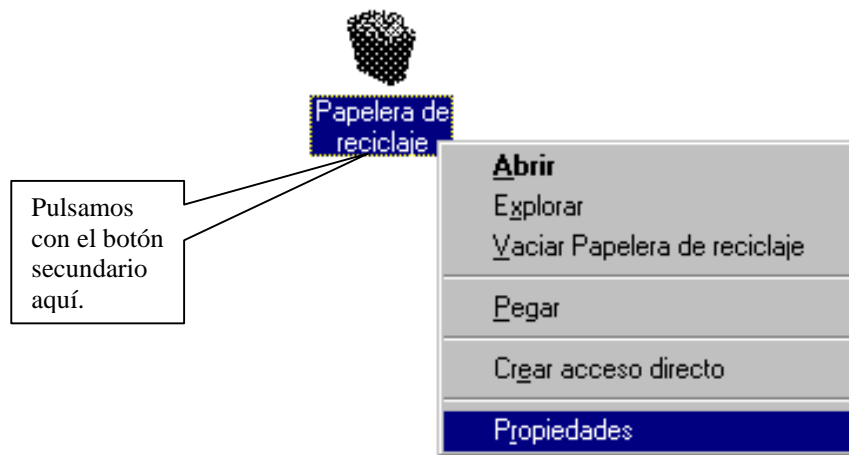 Papelera de
reciclaje
Pulsamos
con el botón
secundario
aquí.
Abrir
Explorar
Vaciar Papelera de reciclaje
Pegar
Crear acceso directo
Propiedades